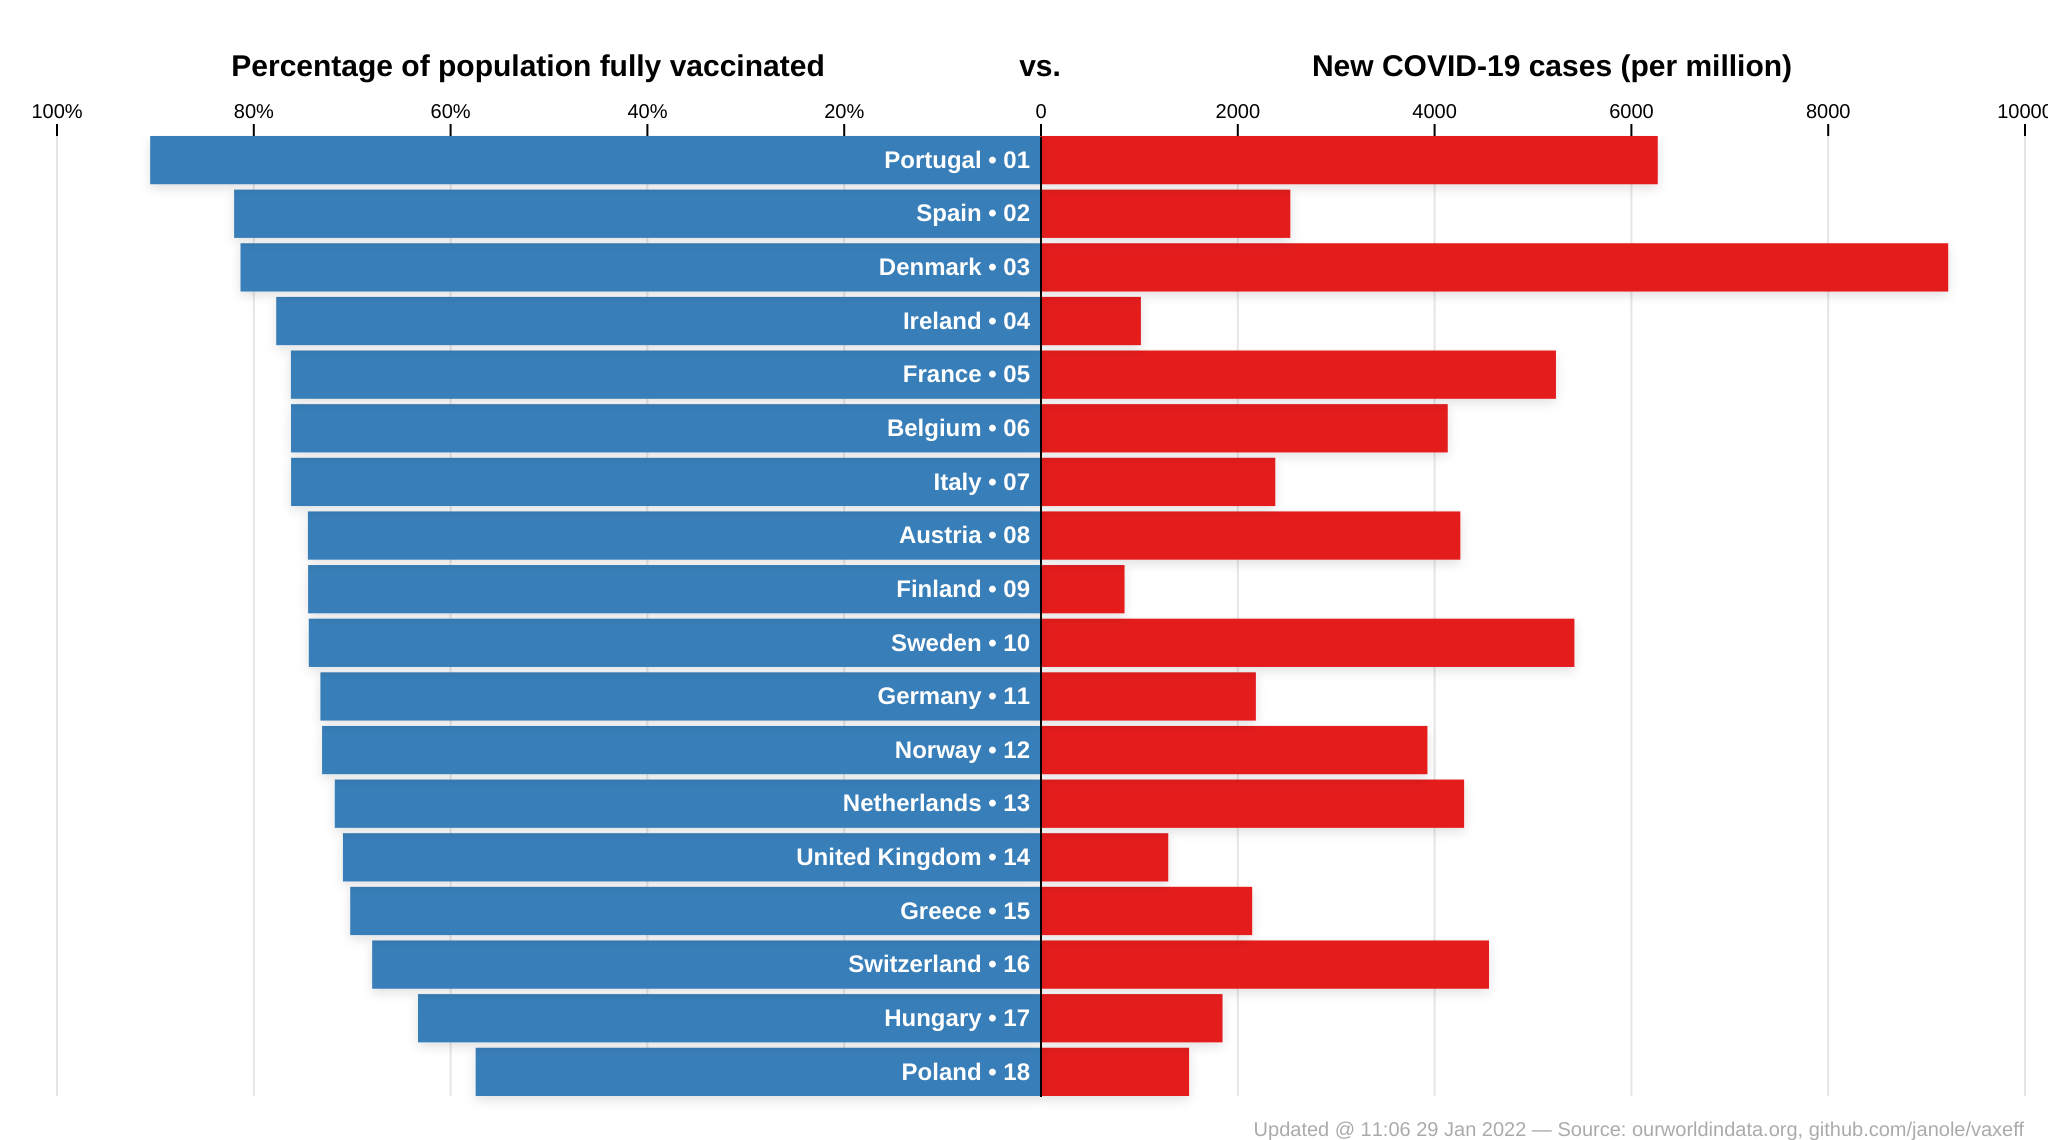 Percentage of population fully vaccinated vs. New COVID-19 cases (per million)
100% 80% 60% 40% 20% 0 2000 4000 6000 8000 10000
Portugal • 01
Spain • 02
Denmark • 03
Ireland • 04
France • 05
Belgium • 06
Italy • 07
Austria • 08
Finland • 09
Sweden • 10
Germany • 11
Norway • 12
Netherlands • 13
United Kingdom • 14
Greece • 15
Switzerland • 16
Hungary • 17
Poland • 18
Updated @ 11:06 29 Jan 2022 — Source: ourworldindata.org, github.com/janole/vaxeff